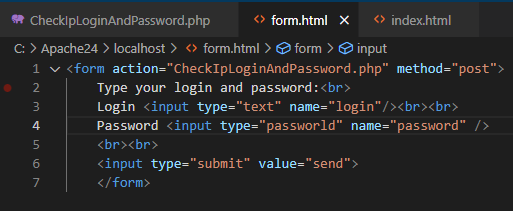 CheckIpLoginAndPassword.php form.html index.html
C: > Apache24 > localhost > form.html > form > input
1 <form action="CheckIpLoginAndPassword.php" method="post">
2 Type your login and password:<br>
3 Login <input type="text" name="login"/><br><br>
4 Password <input type="passworld" name="password" />
5 <br><br>
6 <input type="submit" value="send">
7 </form>